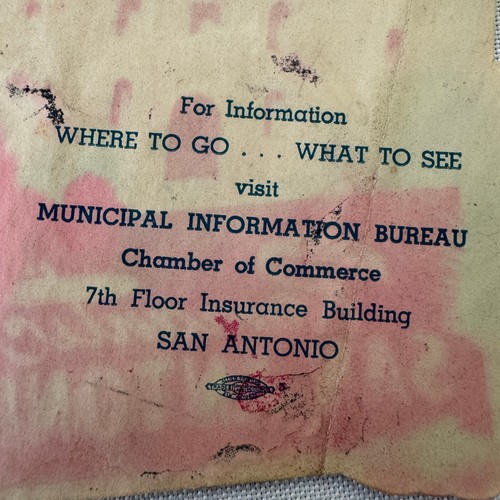 For Information
WHERE TO GO . . . WHAT TO SEE
visit
MUNICIPAL INFORMATION BUREAU
Chamber of Commerce
7th Floor Insurance Building
SAN ANTONIO